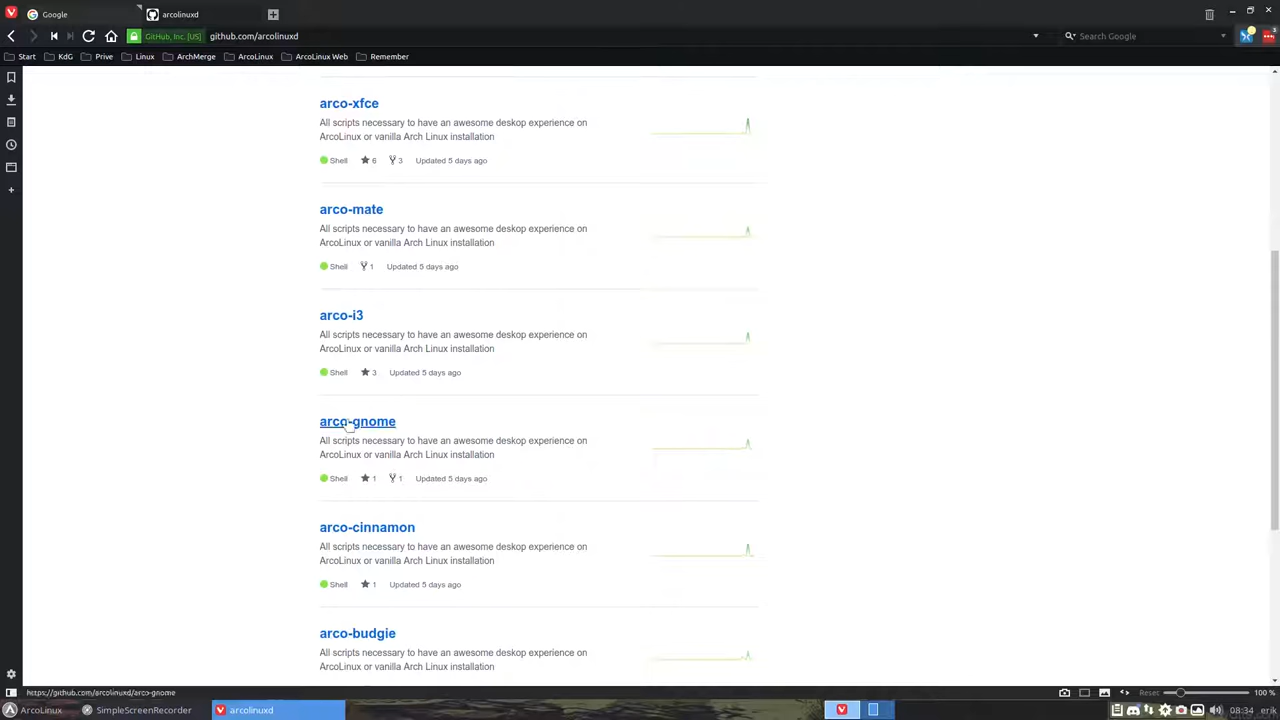 Google
arcolinuxd
GitHub, Inc. [US]
github.com/arcolinuxd
Search Google
Start
KdG
Prive
Linux
ArchMerge
ArcoLinux
ArcoLinux Web
Remember
arco-xfce
All scripts necessary to have an awesome deskop experience on
ArcoLinux or vanilla Arch Linux installation
Shell 6 3 Updated 5 days ago
arco-mate
All scripts necessary to have an awesome deskop experience on
ArcoLinux or vanilla Arch Linux installation
Shell 1 Updated 5 days ago
arco-i3
All scripts necessary to have an awesome deskop experience on
ArcoLinux or vanilla Arch Linux installation
Shell 3 Updated 5 days ago
arco-gnome
All scripts necessary to have an awesome deskop experience on
ArcoLinux or vanilla Arch Linux installation
Shell 1 1 Updated 5 days ago
arco-cinnamon
All scripts necessary to have an awesome deskop experience on
ArcoLinux or vanilla Arch Linux installation
Shell 1 Updated 5 days ago
arco-budgie
All scripts necessary to have an awesome deskop experience on
ArcoLinux or vanilla Arch Linux installation
https://github.com/arcolinuxd/arco-gnome
Reset
100 %
ArcoLinux
SimpleScreenRecorder
arcolinuxd
08:34 erik